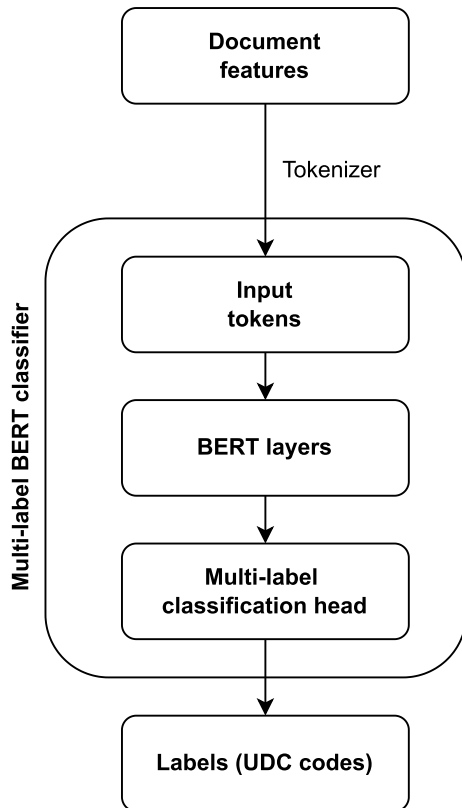 Document
features
Tokenizer
Multi-label BERT classifier
Input
tokens
BERT layers
Multi-label
classification head
Labels (UDC codes)